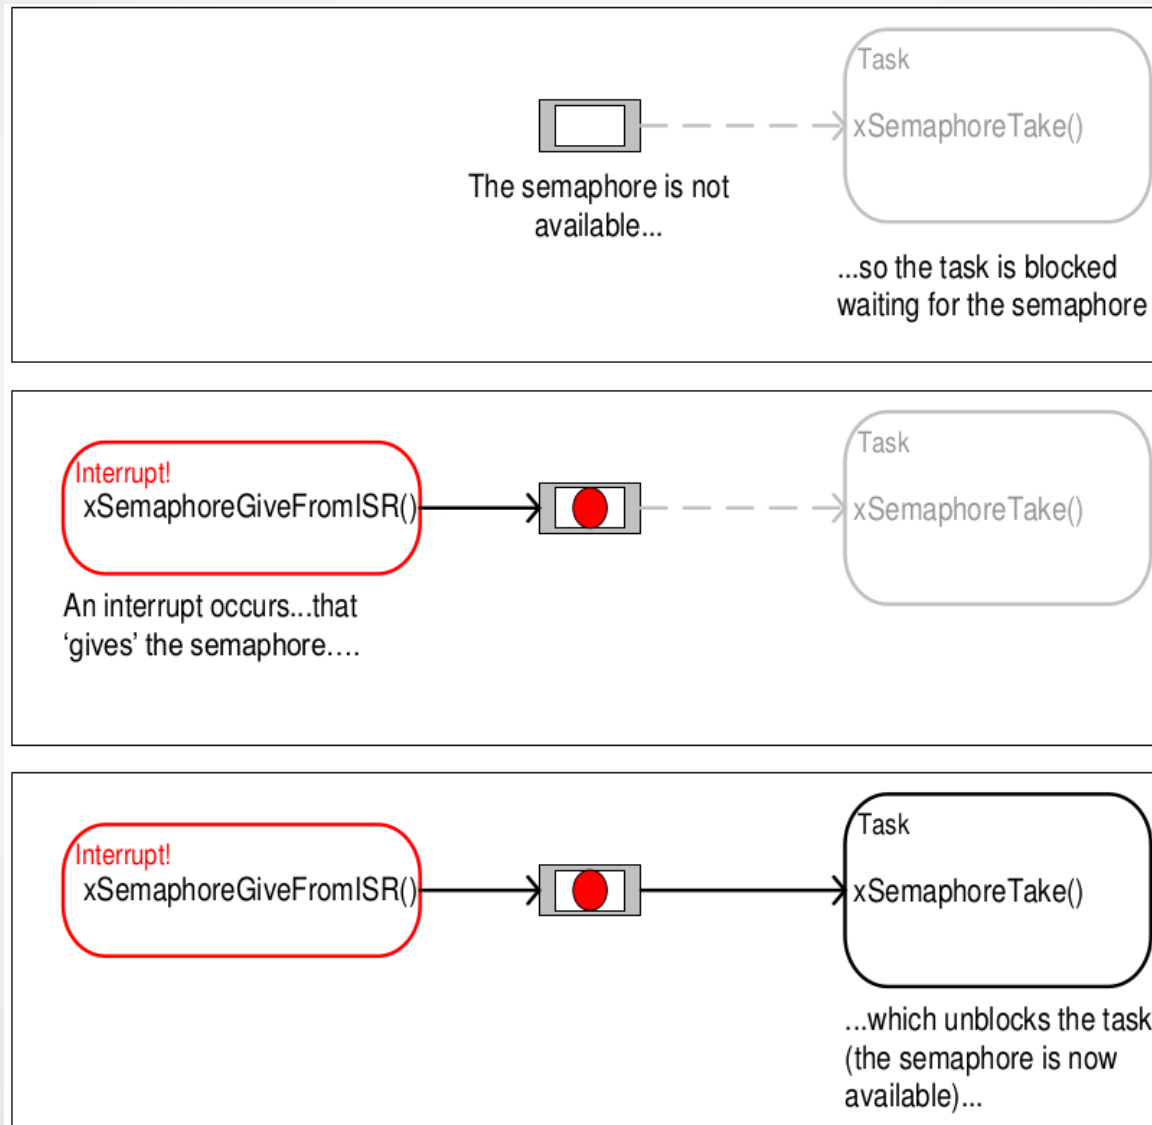 Task
xSemaphoreTake()
The semaphore is not
available...
...so the task is blocked
waiting for the semaphore
Interrupt!
xSemaphoreGiveFromISR()
Task
xSemaphoreTake()
An interrupt occurs...that
‘gives’ the semaphore....
Interrupt!
xSemaphoreGiveFromISR()
Task
xSemaphoreTake()
...which unblocks the task
(the semaphore is now
available)...